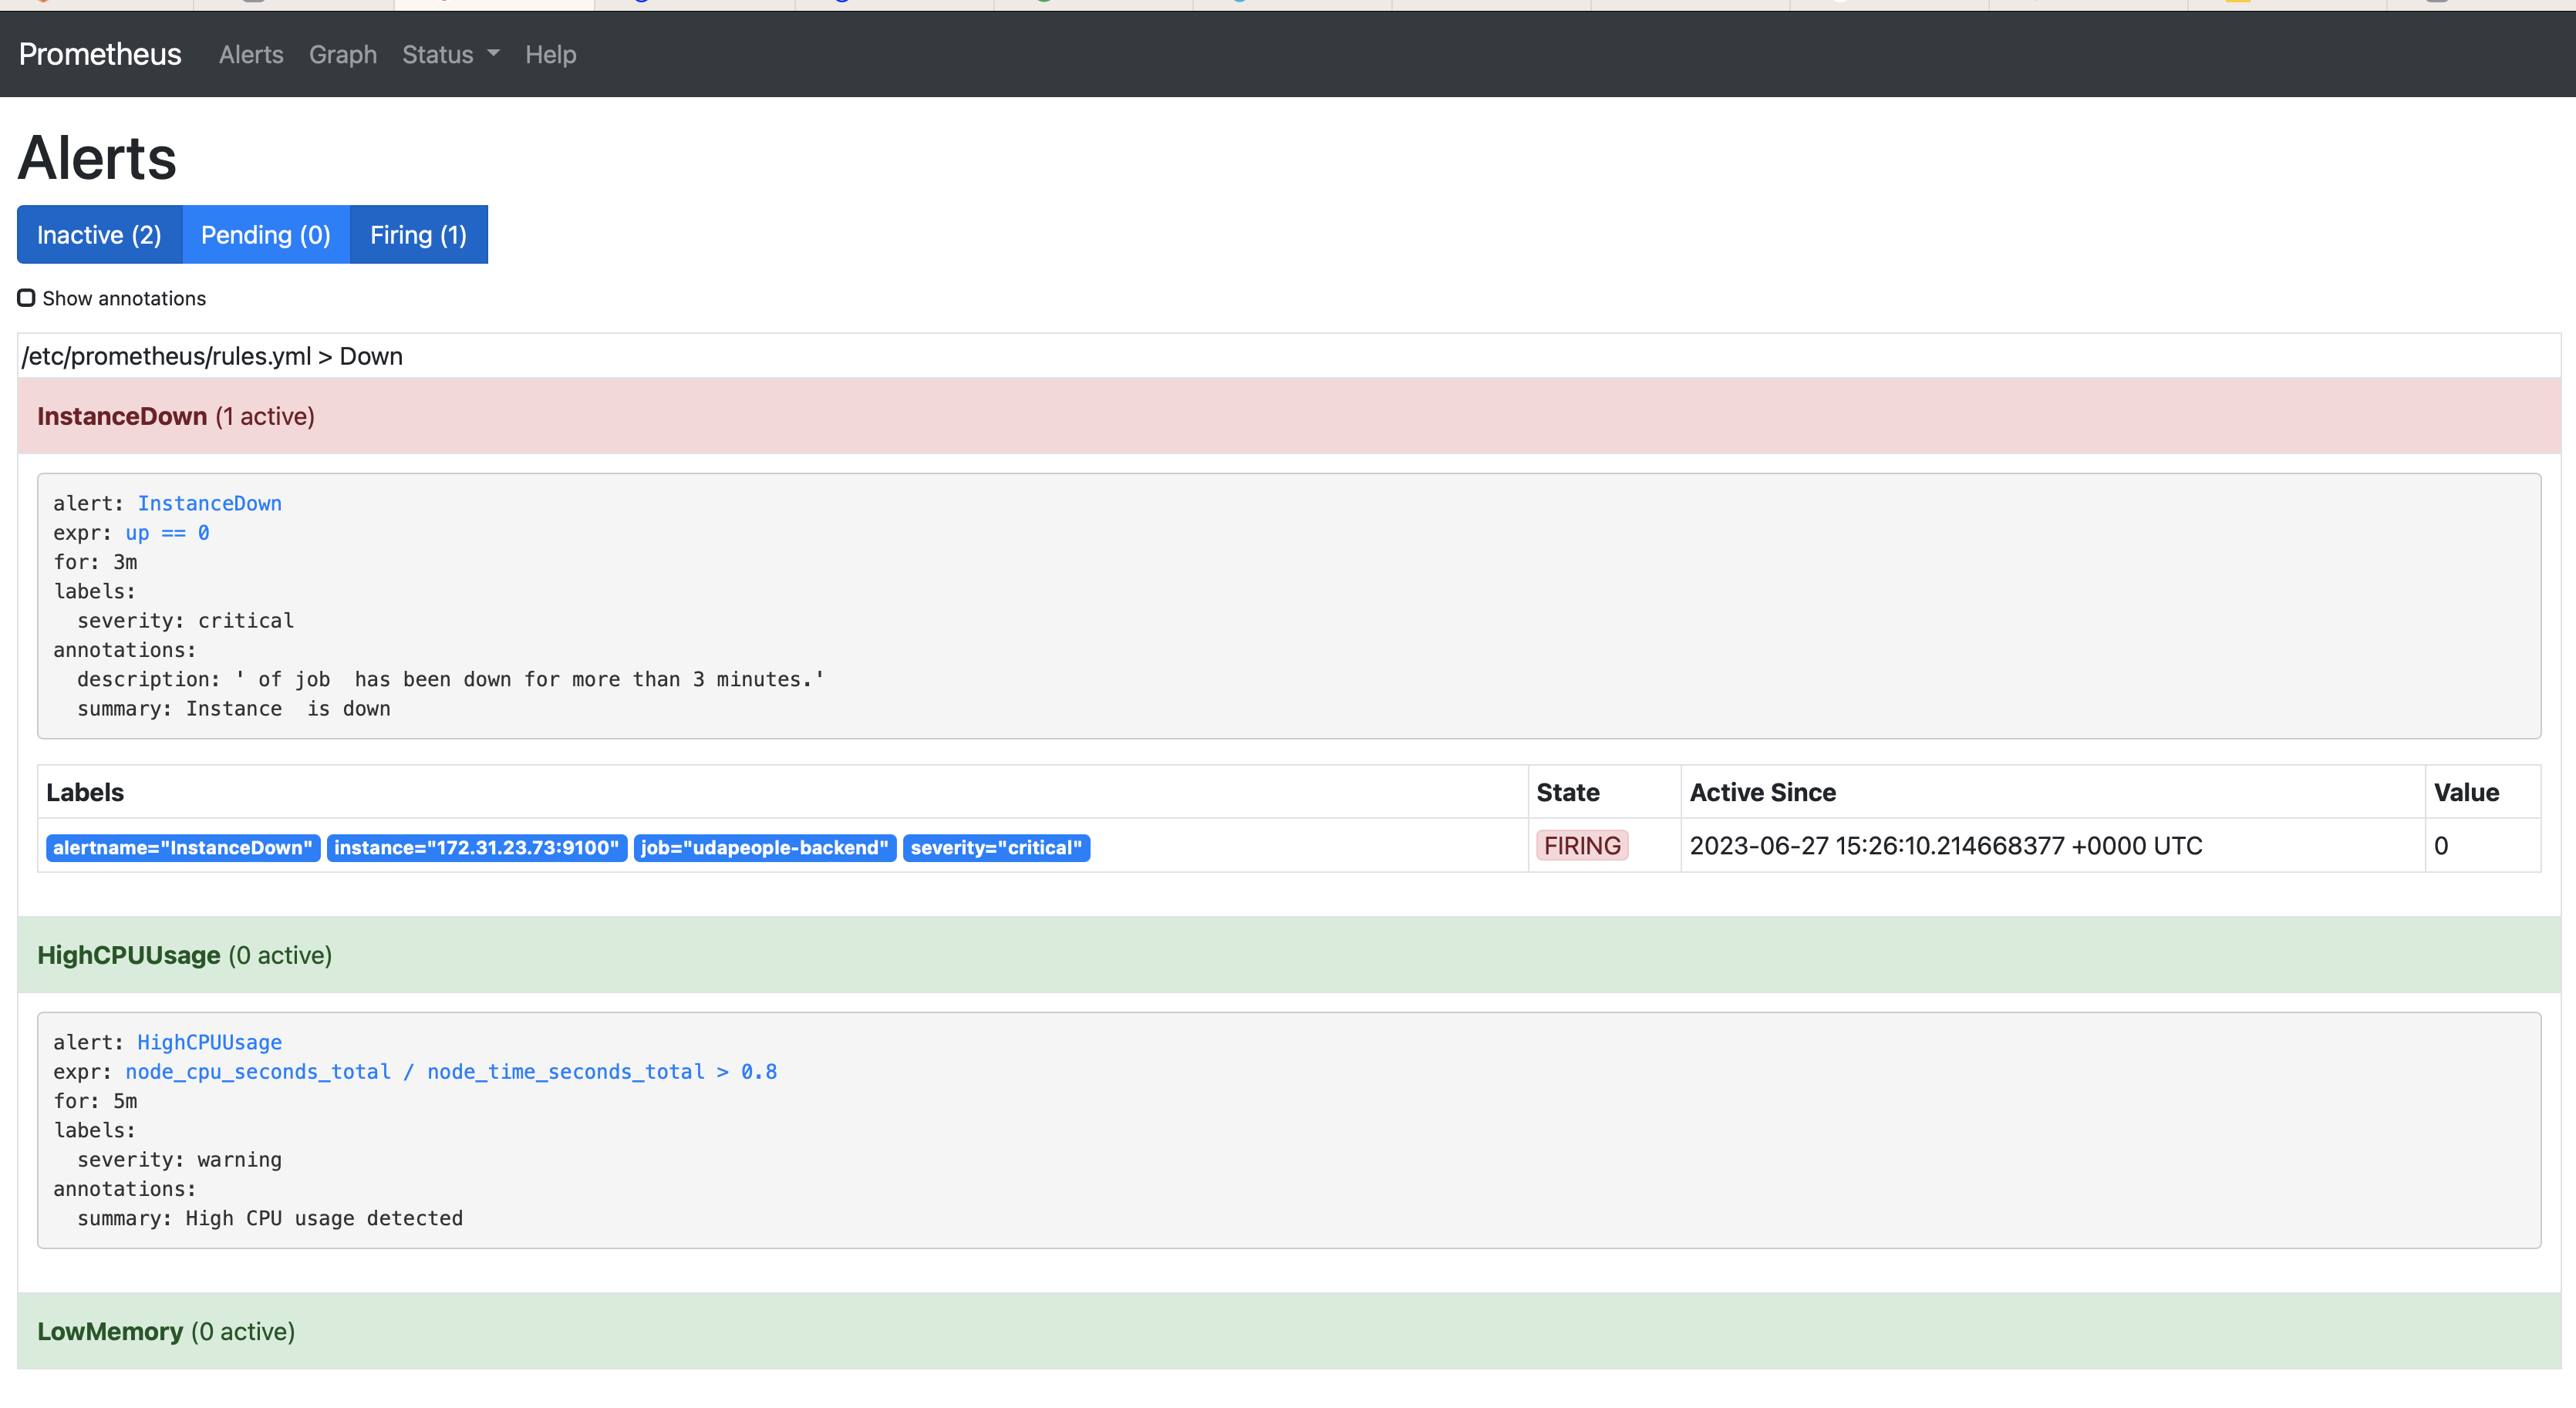 Prometheus Alerts Graph Status Help
Alerts
Inactive (2) Pending (0) Firing (1)
Show annotations
/etc/prometheus/rules.yml > Down
InstanceDown (1 active)
alert: InstanceDown
expr: up == 0
for: 3m
labels:
  severity: critical
annotations:
  description: ' of job  has been down for more than 3 minutes.'
  summary: Instance  is down
Labels State Active Since Value
alertname="InstanceDown" instance="172.31.23.73:9100" job="udapeople-backend" severity="critical" FIRING 2023-06-27 15:26:10.214668377 +0000 UTC 0
HighCPUUsage (0 active)
alert: HighCPUUsage
expr: node_cpu_seconds_total / node_time_seconds_total > 0.8
for: 5m
labels:
  severity: warning
annotations:
  summary: High CPU usage detected
LowMemory (0 active)